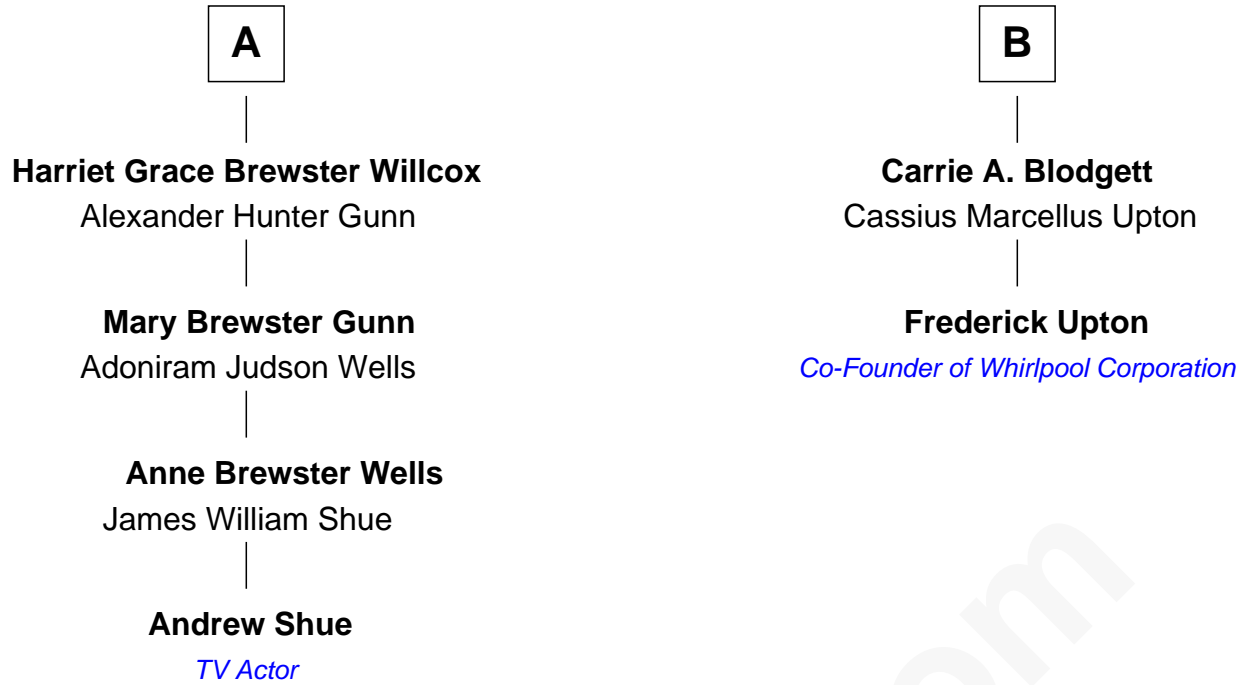 A
Harriet Grace Brewster Willcox
Alexander Hunter Gunn
Mary Brewster Gunn
Adoniram Judson Wells
Anne Brewster Wells
James William Shue
Andrew Shue
TV Actor
B
Carrie A. Blodgett
Cassius Marcellus Upton
Frederick Upton
Co-Founder of Whirlpool Corporation
om